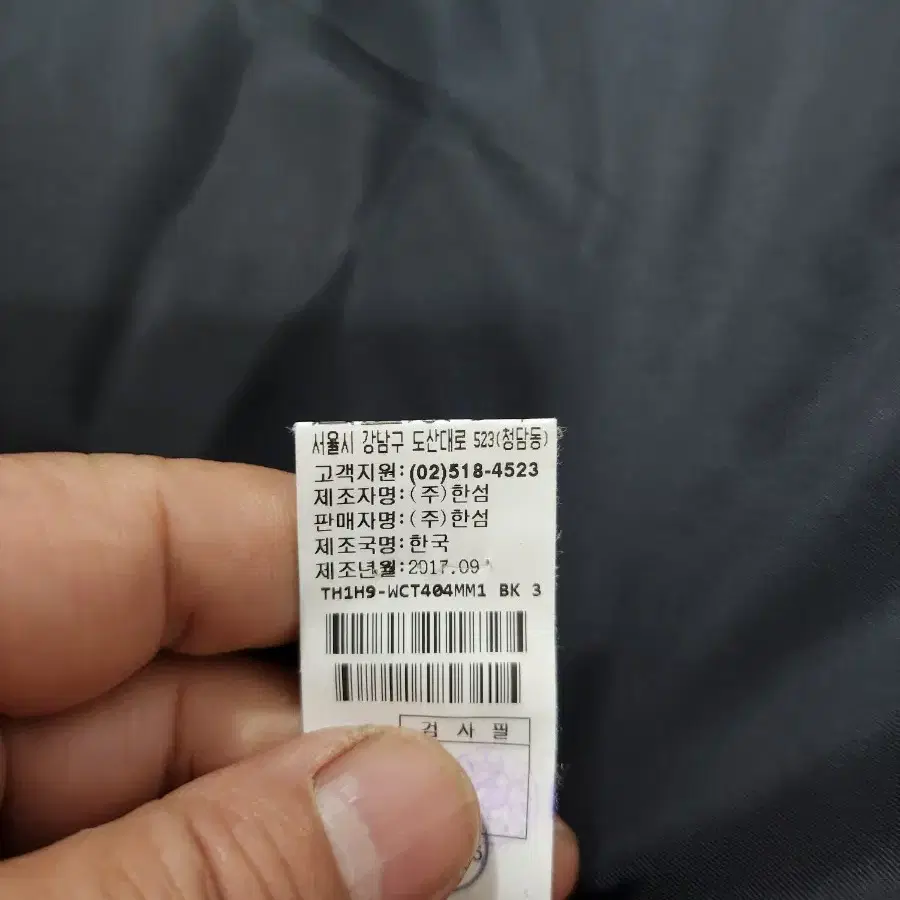 서울시 강남구 도산대로 523(청담동)
고객지원:(02)518-4523
제조자명:(주)한섬
판매자명:(주)한섬
제조국명:한국
제조년월:2017.09
TH1H9-WCT404MM1 BK 3
검 사 필